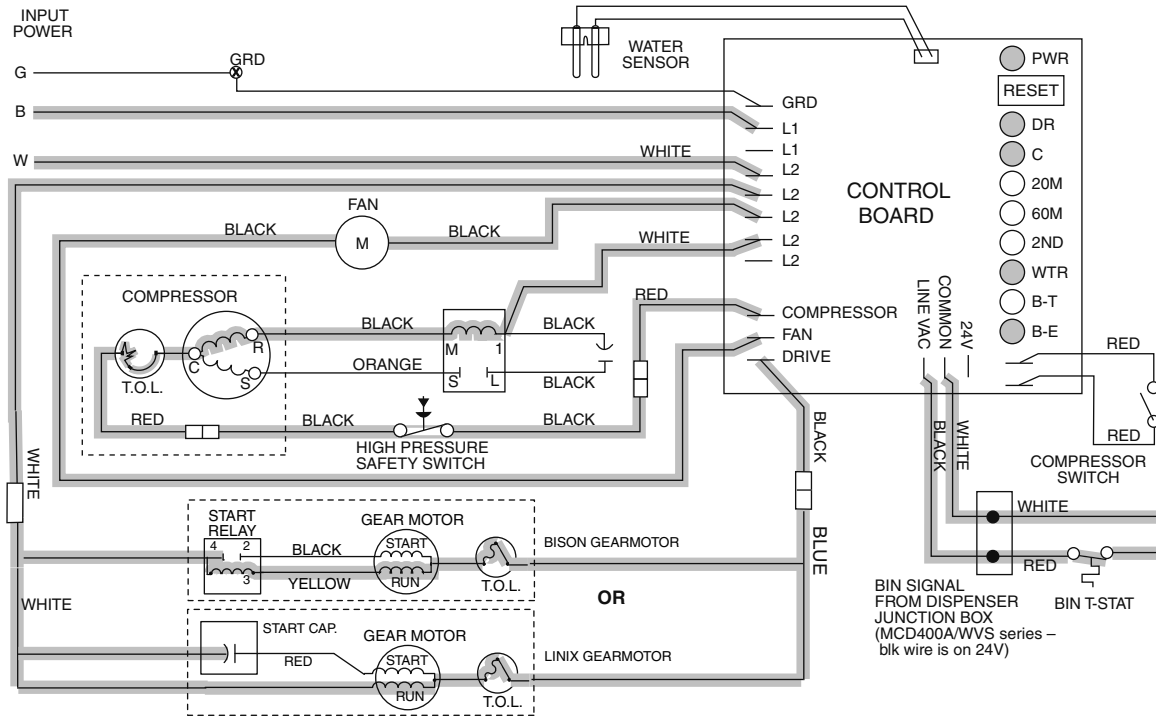 INPUT
POWER
G
GRD
B
W
WATER
SENSOR
GRD
L1
L1
L2
L2
L2
L2
L2
WHITE
WHITE
CONTROL
BOARD
PWR
RESET
DR
C
20M
60M
2ND
WTR
B-T
B-E
FAN
M
BLACK
BLACK
COMPRESSOR
T.O.L.
C
R
S
BLACK
ORANGE
M
1
S
L
BLACK
BLACK
RED
COMPRESSOR
FAN
DRIVE
LINE VAC
COMMON
24V
RED
RED
COMPRESSOR
SWITCH
RED
BLACK
BLACK
HIGH PRESSURE
SAFETY SWITCH
WHITE
BLACK
BLUE
BLACK
WHITE
WHITE
RED
BIN T-STAT
BIN SIGNAL
FROM DISPENSER
JUNCTION BOX
(MCD400A/WVS series –
blk wire is on 24V)
START
RELAY
4
2
3
BLACK
YELLOW
GEAR MOTOR
START
RUN
T.O.L.
BISON GEARMOTOR
OR
WHITE
START CAP.
RED
GEAR MOTOR
START
RUN
T.O.L.
LINIX GEARMOTOR